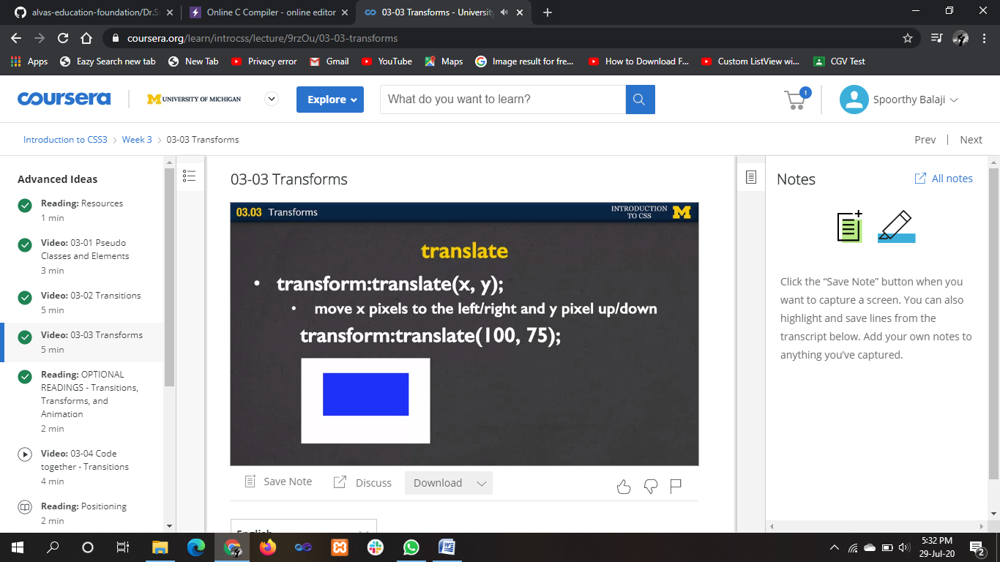 alvas-education-foundation/Dr.S
Online C Compiler - online editor
03-03 Transforms - University
coursera.org/learn/introcss/lecture/9rzOu/03-03-transforms
Apps
Eazy Search new tab
New Tab
Privacy error
Gmail
YouTube
Maps
Image result for fre...
How to Download F...
Custom ListView wi...
CGV Test
coursera
UNIVERSITY OF MICHIGAN
Explore
What do you want to learn?
1
Spoorthy Balaji
Introduction to CSS3 > Week 3 > 03-03 Transforms
Prev | Next
Advanced Ideas
Reading: Resources
1 min
Video: 03-01 Pseudo
Classes and Elements
3 min
Video: 03-02 Transitions
5 min
Video: 03-03 Transforms
5 min
Reading: OPTIONAL
READINGS - Transitions,
Transforms, and
Animation
2 min
Video: 03-04 Code
together - Transitions
4 min
Reading: Positioning
2 min
03-03 Transforms
03.03 Transforms
INTRODUCTION
TO CSS
M
translate
• transform:translate(x, y);
• move x pixels to the left/right and y pixel up/down
transform:translate(100, 75);
Save Note
Discuss
Download
English
Notes
All notes
Click the “Save Note” button when you
want to capture a screen. You can also
highlight and save lines from the
transcript below. Add your own notes to
anything you’ve captured.
5:32 PM
29-Jul-20
2